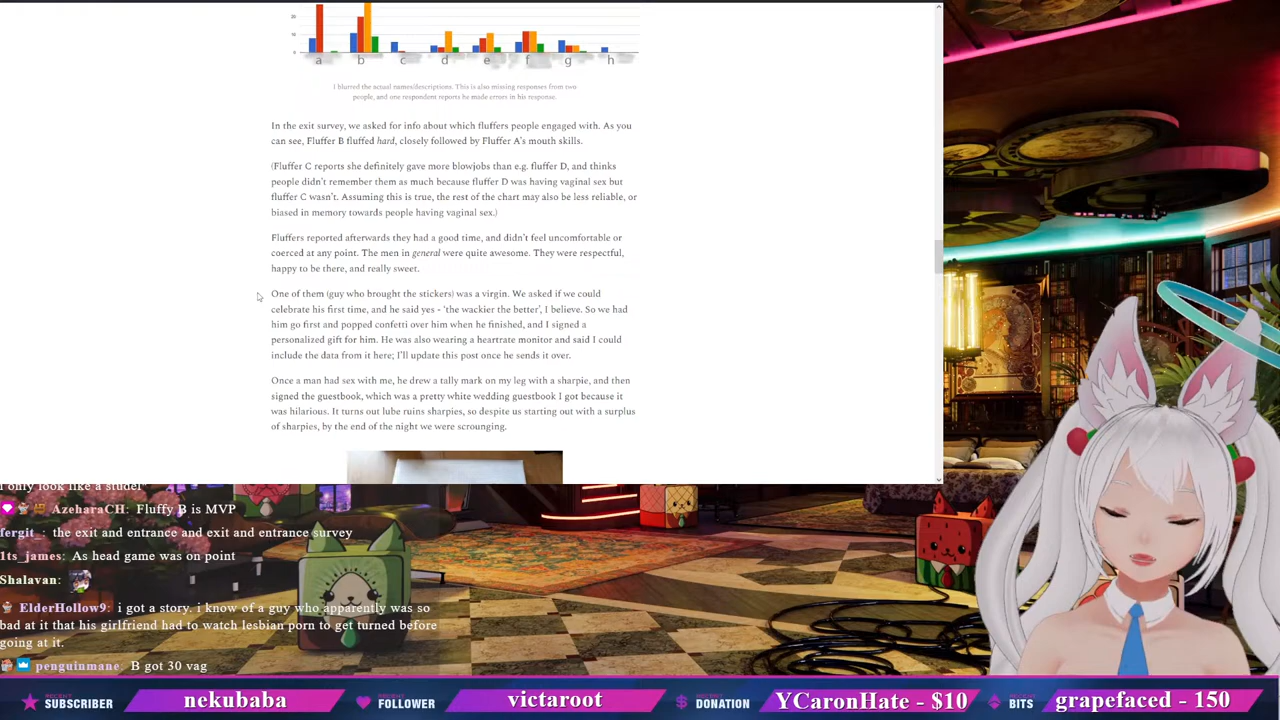 20
10
0
a b c d e f g h
I blurred the actual names/descriptions. This is also missing responses from two
people, and one respondent reports he made errors in his response.
In the exit survey, we asked for info about which fluffers people engaged with. As you
can see, Fluffer B fluffed hard, closely followed by Fluffer A's mouth skills.
(Fluffer C reports she definitely gave more blowjobs than e.g. fluffer D, and thinks
people didn't remember them as much because fluffer D was having vaginal sex but
fluffer C wasn't. Assuming this is true, the rest of the chart may also be less reliable, or
biased in memory towards people having vaginal sex.)
Fluffers reported afterwards they had a good time, and didn't feel uncomfortable or
coerced at any point. The men in general were quite awesome. They were respectful,
happy to be there, and really sweet.
One of them (guy who brought the stickers) was a virgin. We asked if we could
celebrate his first time, and he said yes - 'the wackier the better', I believe. So we had
him go first and popped confetti over him when he finished, and I signed a
personalized gift for him. He was also wearing a heartrate monitor and said I could
include the data from it here; I'll update this post once he sends it over.
Once a man had sex with me, he drew a tally mark on my leg with a sharpie, and then
signed the guestbook, which was a pretty white wedding guestbook I got because it
was hilarious. It turns out lube ruins sharpies, so despite us starting out with a surplus
of sharpies, by the end of the night we were scrounging.
i only look like a studel"
AzeharaCH: Fluffy B is MVP
fergit_: the exit and entrance and exit and entrance survey
1ts_james: As head game was on point
Shalavan:
ElderHollow9: i got a story. i know of a guy who apparently was so
bad at it that his girlfriend had to watch lesbian porn to get turned before
going at it.
penguinmane: B got 30 vag
RECENT SUBSCRIBER nekubaba RECENT FOLLOWER victaroot RECENT DONATION YCaronHate - $10 RECENT BITS grapefaced - 150